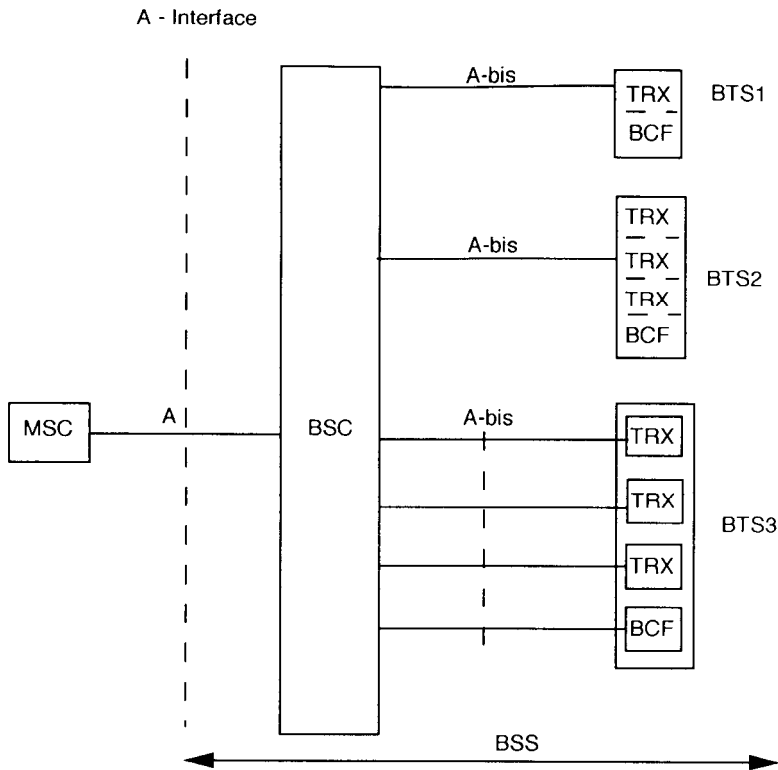 A - Interface
A-bis
TRX
BCF
BTS1
TRX
A-bis
TRX
TRX
BCF
BTS2
MSC
A
BSC
A-bis
TRX
TRX
TRX
BCF
BTS3
BSS